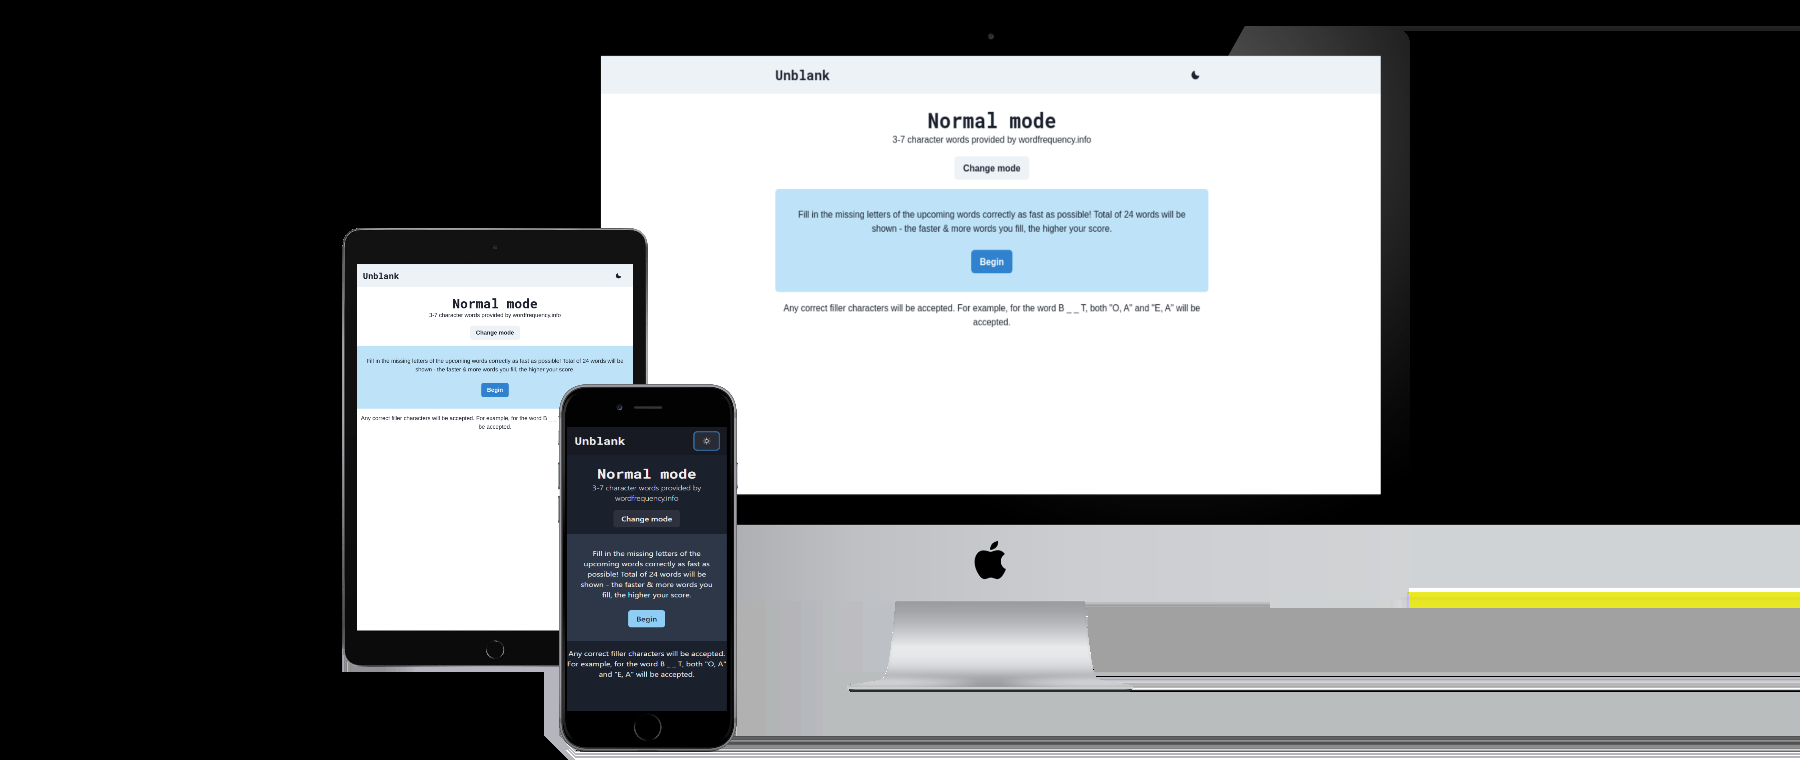 Unblank
Normal mode
3-7 character words provided by wordfrequency.info
Change mode
Fill in the missing letters of the upcoming words correctly as fast as possible! Total of 24 words will be
shown - the faster & more words you fill, the higher your score.
Begin
Any correct filler characters will be accepted. For example, for the word B _ _ T, both "O, A" and "E, A" will be
accepted.
Unblank
Normal mode
3-7 character words provided by wordfrequency.info
Change mode
Fill in the missing letters of the upcoming words correctly as fast as possible! Total of 24 words will be
shown - the faster & more words you fill, the higher your score.
Begin
Any correct filler characters will be accepted. For example, for the word B _
be accepted.
Unblank
Normal mode
3-7 character words provided by
wordfrequency.info
Change mode
Fill in the missing letters of the
upcoming words correctly as fast as
possible! Total of 24 words will be
shown - the faster & more words you
fill, the higher your score.
Begin
Any correct filler characters will be accepted.
For example, for the word B _ _ T, both "O, A"
and "E, A" will be accepted.